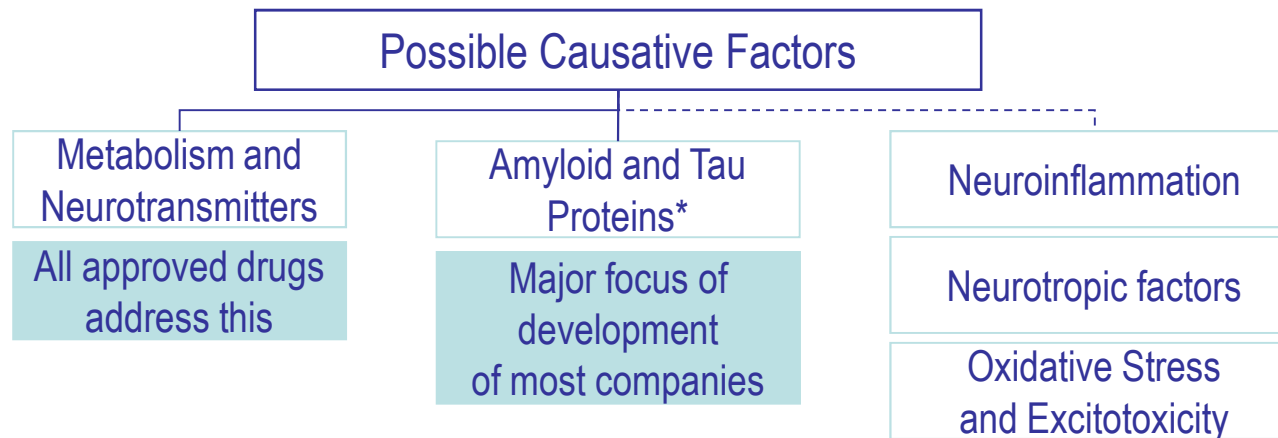 Possible Causative Factors
Metabolism and
Neurotransmitters
All approved drugs
address this
Amyloid and Tau
Proteins*
Major focus of
development
of most companies
Neuroinflammation
Neurotropic factors
Oxidative Stress
and Excitotoxicity